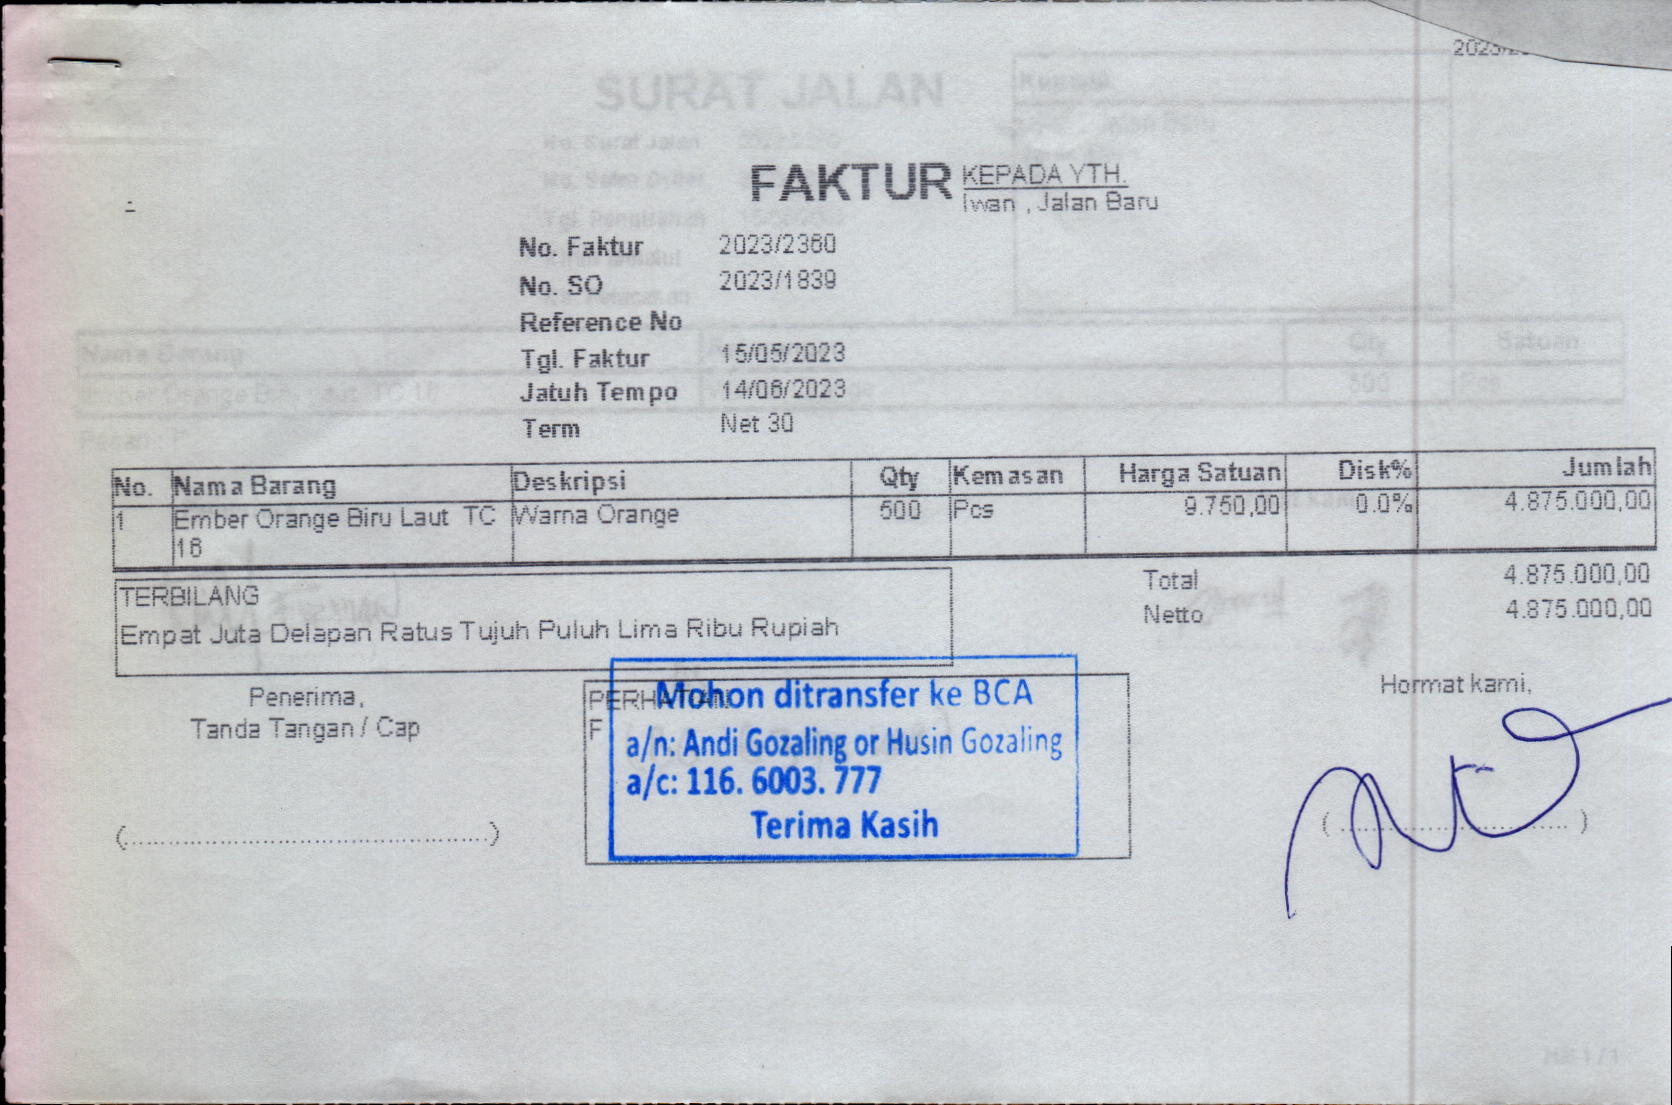 SURAT JALAN
FAKTUR
KEPADA YTH.
Iwan , Jalan Baru
No. Faktur 2023/2360
No. SO 2023/1839
Reference No
Tgl. Faktur 15/05/2023
Jatuh Tempo 14/06/2023
Term Net 30
No. Nama Barang Deskripsi Qty Kemasan Harga Satuan Disk% Jumlah
1 Ember Orange Biru Laut TC Warna Orange 500 Pcs 9.750,00 0.0% 4.875.000,00
16
TERBILANG
Empat Juta Delapan Ratus Tujuh Puluh Lima Ribu Rupiah
Total 4.875.000,00
Netto 4.875.000,00
Penerima,
Tanda Tangan / Cap
F
Mohon ditransfer ke BCA
a/n: Andi Gozaling or Husin Gozaling
a/c: 116. 6003. 777
Terima Kasih
Hormat kami,